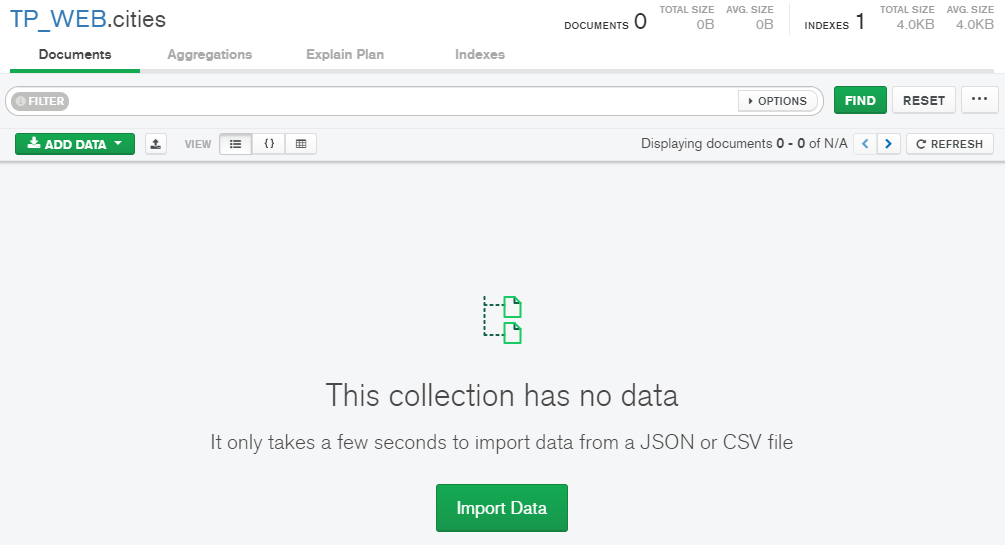 TP_WEB.cities
DOCUMENTS 0
TOTAL SIZE
0B
AVG. SIZE
0B
INDEXES 1
TOTAL SIZE
4.0KB
AVG. SIZE
4.0KB
Documents Aggregations Explain Plan Indexes
FILTER OPTIONS FIND RESET ...
ADD DATA VIEW {} Displaying documents 0 - 0 of N/A < > REFRESH
This collection has no data
It only takes a few seconds to import data from a JSON or CSV file
Import Data